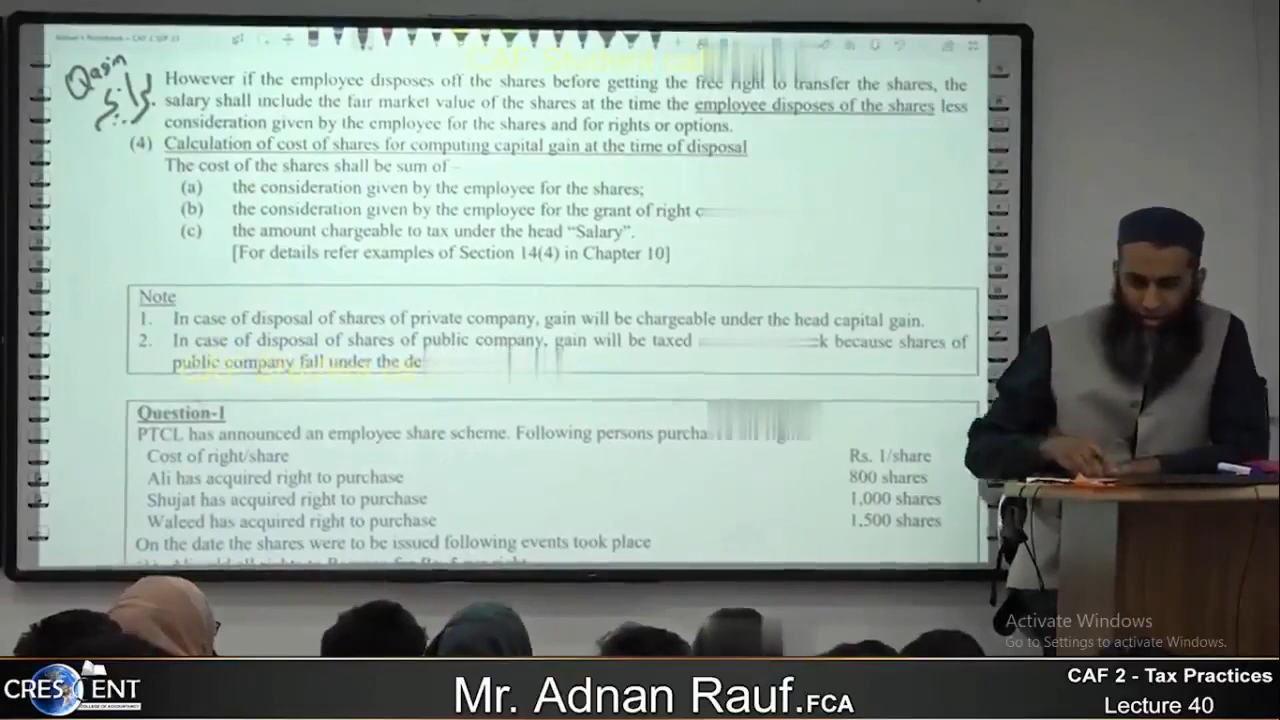 CAF Student cal
Qasim
However if the employee disposes off the shares before getting the free right to transfer the shares, the
salary shall include the fair market value of the shares at the time the employee disposes of the shares less
consideration given by the employee for the shares and for rights or options.
(4) Calculation of cost of shares for computing capital gain at the time of disposal
The cost of the shares shall be sum of –
(a) the consideration given by the employee for the shares;
(b) the consideration given by the employee for the grant of right
(c) the amount chargeable to tax under the head “Salary”.
[For details refer examples of Section 14(4) in Chapter 10]
Note
1. In case of disposal of shares of private company, gain will be chargeable under the head capital gain.
2. In case of disposal of shares of public company, gain will be taxed because shares of
public company fall under the de
Question-1
PTCL has announced an employee share scheme. Following persons
Cost of right/share Rs. 1/share
Ali has acquired right to purchase 800 shares
Shujat has acquired right to purchase 1,000 shares
Waleed has acquired right to purchase 1,500 shares
On the date the shares were to be issued following events took place
Activate Windows
Go to Settings to activate Windows.
CRESCENT
COLLEGE OF ACCOUNTANCY
Mr. Adnan Rauf.FCA
CAF 2 - Tax Practices
Lecture 40